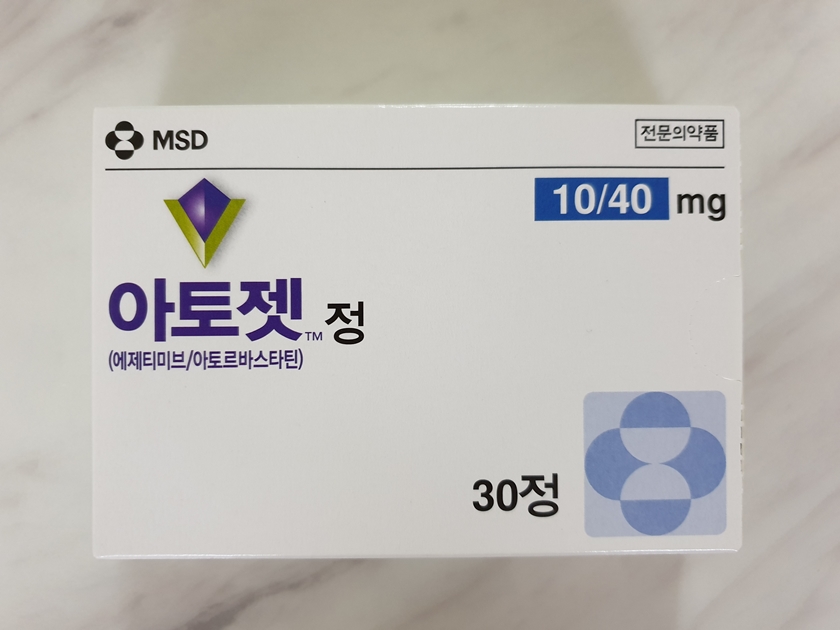 MSD
전문의약품
10/40 mg
아토젯™ 정
(에제티미브/아토르바스타틴)
30정